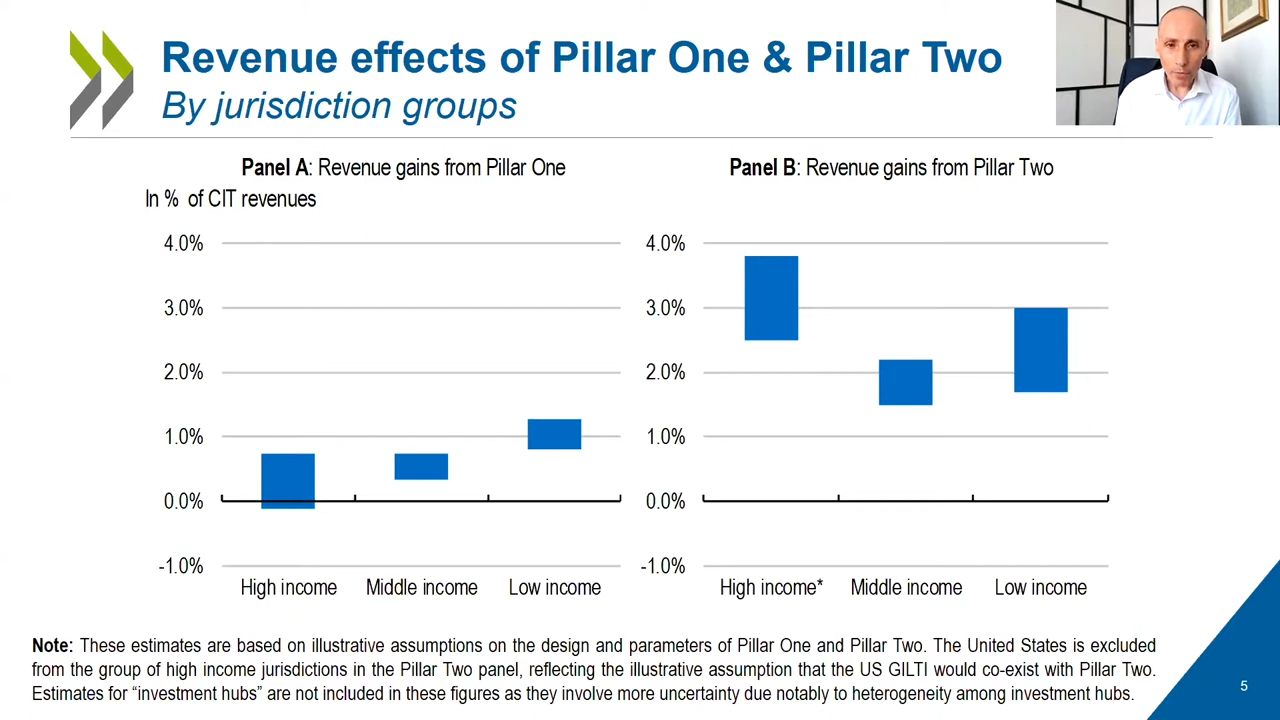 Revenue effects of Pillar One & Pillar Two
By jurisdiction groups
Panel A: Revenue gains from Pillar One
In % of CIT revenues
4.0%
3.0%
2.0%
1.0%
0.0%
-1.0%
High income Middle income Low income
Panel B: Revenue gains from Pillar Two
4.0%
3.0%
2.0%
1.0%
0.0%
-1.0%
High income* Middle income Low income
Note: These estimates are based on illustrative assumptions on the design and parameters of Pillar One and Pillar Two. The United States is excluded
from the group of high income jurisdictions in the Pillar Two panel, reflecting the illustrative assumption that the US GILTI would co-exist with Pillar Two.
Estimates for “investment hubs” are not included in these figures as they involve more uncertainty due notably to heterogeneity among investment hubs.
5